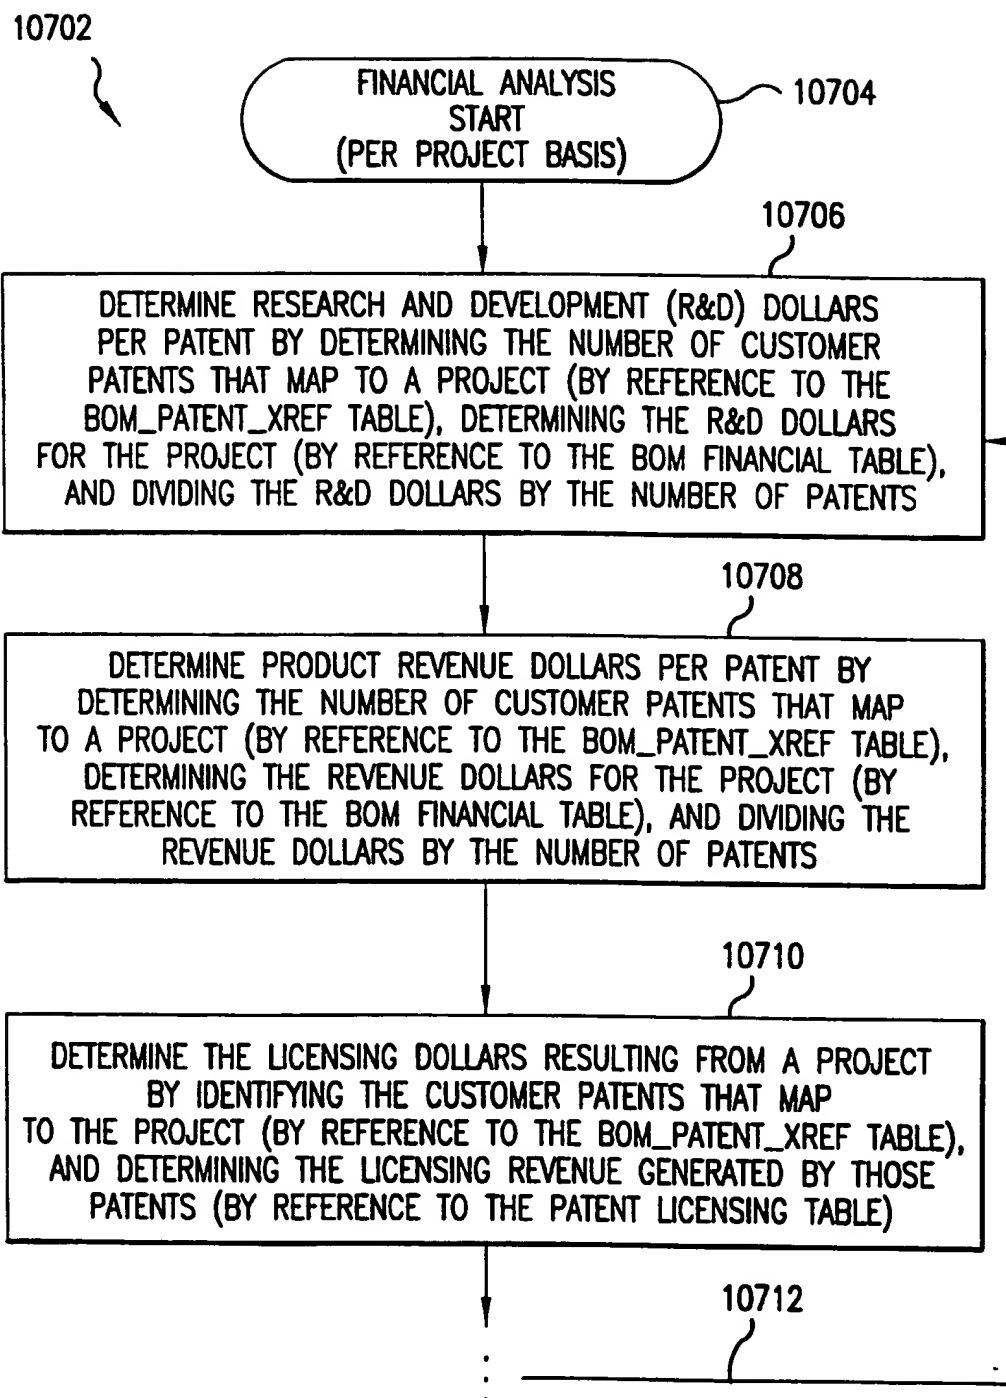 10702
FINANCIAL ANALYSIS
START
(PER PROJECT BASIS)
10704
10706
DETERMINE RESEARCH AND DEVELOPMENT (R&D) DOLLARS
PER PATENT BY DETERMINING THE NUMBER OF CUSTOMER
PATENTS THAT MAP TO A PROJECT (BY REFERENCE TO THE
BOM_PATENT_XREF TABLE), DETERMINING THE R&D DOLLARS
FOR THE PROJECT (BY REFERENCE TO THE BOM FINANCIAL TABLE),
AND DIVIDING THE R&D DOLLARS BY THE NUMBER OF PATENTS
10708
DETERMINE PRODUCT REVENUE DOLLARS PER PATENT BY
DETERMINING THE NUMBER OF CUSTOMER PATENTS THAT MAP
TO A PROJECT (BY REFERENCE TO THE BOM_PATENT_XREF TABLE),
DETERMINING THE REVENUE DOLLARS FOR THE PROJECT (BY
REFERENCE TO THE BOM FINANCIAL TABLE), AND DIVIDING THE
REVENUE DOLLARS BY THE NUMBER OF PATENTS
10710
DETERMINE THE LICENSING DOLLARS RESULTING FROM A PROJECT
BY IDENTIFYING THE CUSTOMER PATENTS THAT MAP
TO THE PROJECT (BY REFERENCE TO THE BOM_PATENT_XREF TABLE),
AND DETERMINING THE LICENSING REVENUE GENERATED BY THOSE
PATENTS (BY REFERENCE TO THE PATENT LICENSING TABLE)
10712